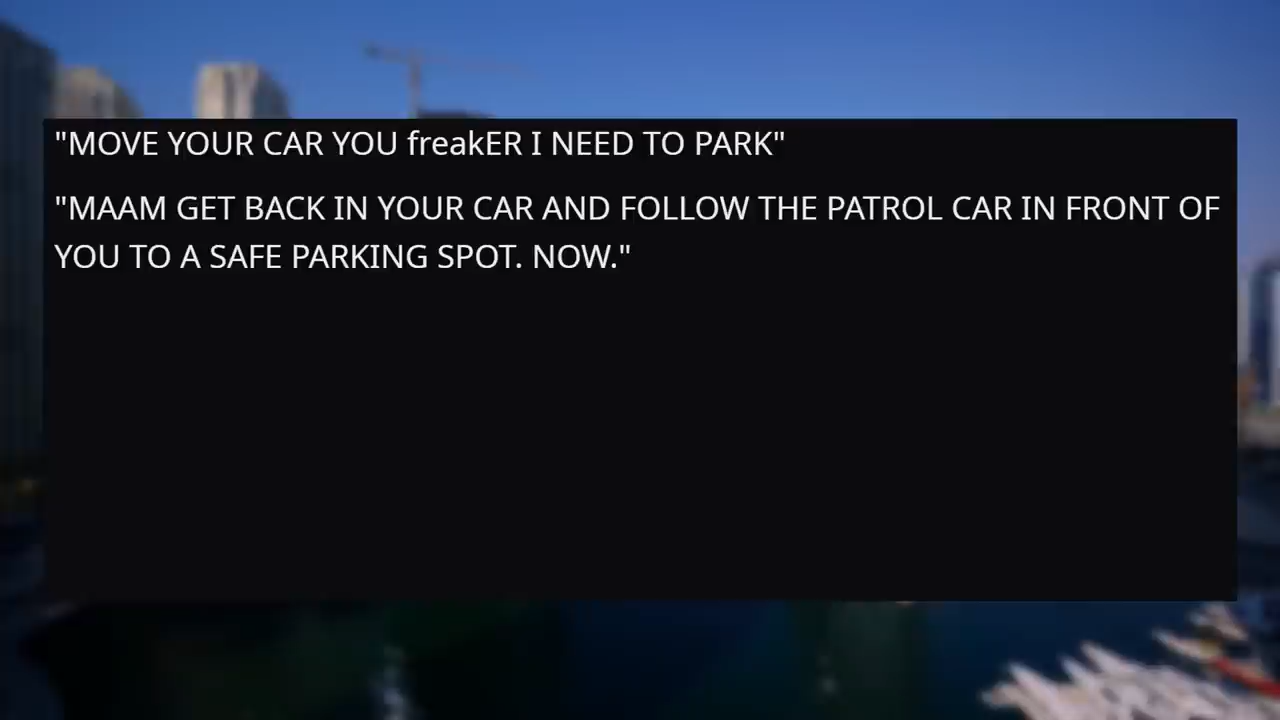 "MOVE YOUR CAR YOU freakER I NEED TO PARK"
"MAAM GET BACK IN YOUR CAR AND FOLLOW THE PATROL CAR IN FRONT OF
YOU TO A SAFE PARKING SPOT. NOW."